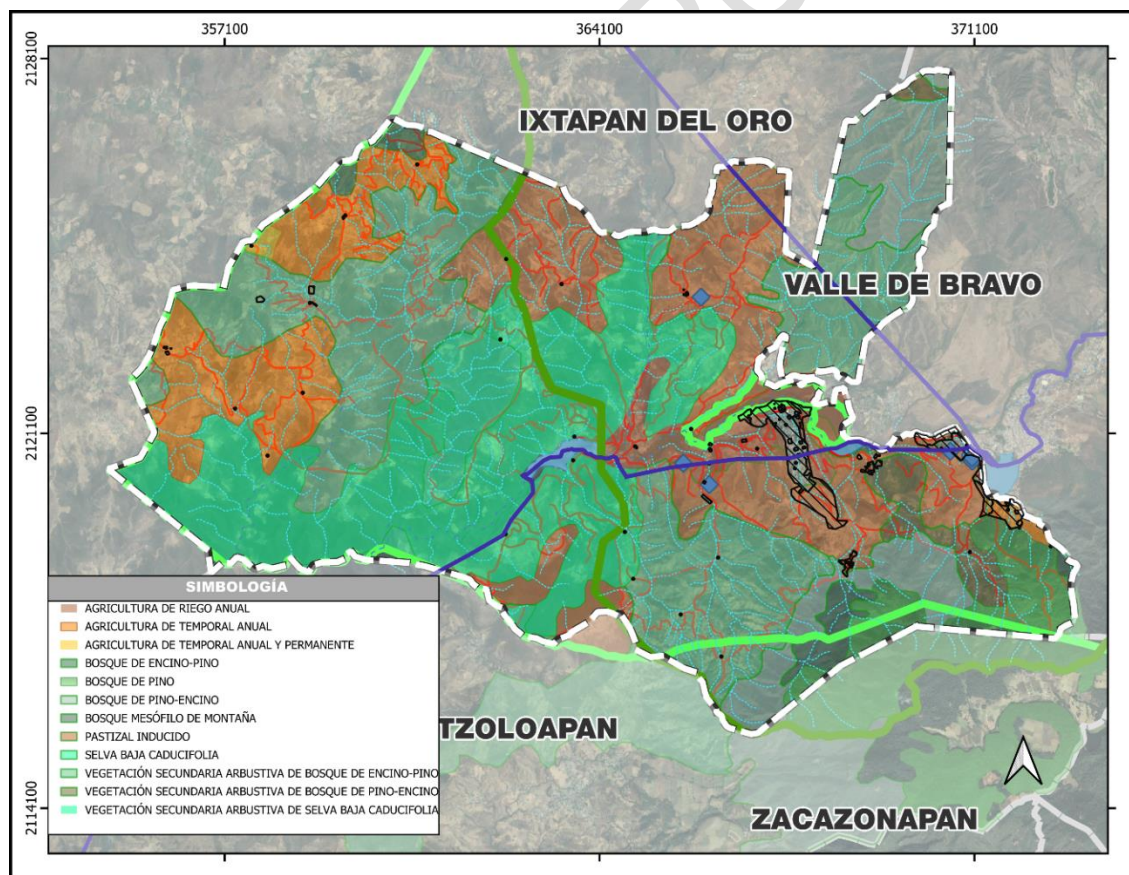 357100
364100
371100
2128100
IXTAPAN DEL ORO
VALLE DE BRAVO
2121100
SIMBOLOGÍA
AGRICULTURA DE RIEGO ANUAL
AGRICULTURA DE TEMPORAL ANUAL
AGRICULTURA DE TEMPORAL ANUAL Y PERMANENTE
BOSQUE DE ENCINO-PINO
BOSQUE DE PINO
BOSQUE DE PINO-ENCINO
BOSQUE MESÓFILO DE MONTAÑA
PASTIZAL INDUCIDO
SELVA BAJA CADUCIFOLIA
VEGETACIÓN SECUNDARIA ARBUSTIVA DE BOSQUE DE ENCINO-PINO
VEGETACIÓN SECUNDARIA ARBUSTIVA DE BOSQUE DE PINO-ENCINO
VEGETACIÓN SECUNDARIA ARBUSTIVA DE SELVA BAJA CADUCIFOLIA
TZOLOAPAN
2114100
ZACAZONAPAN